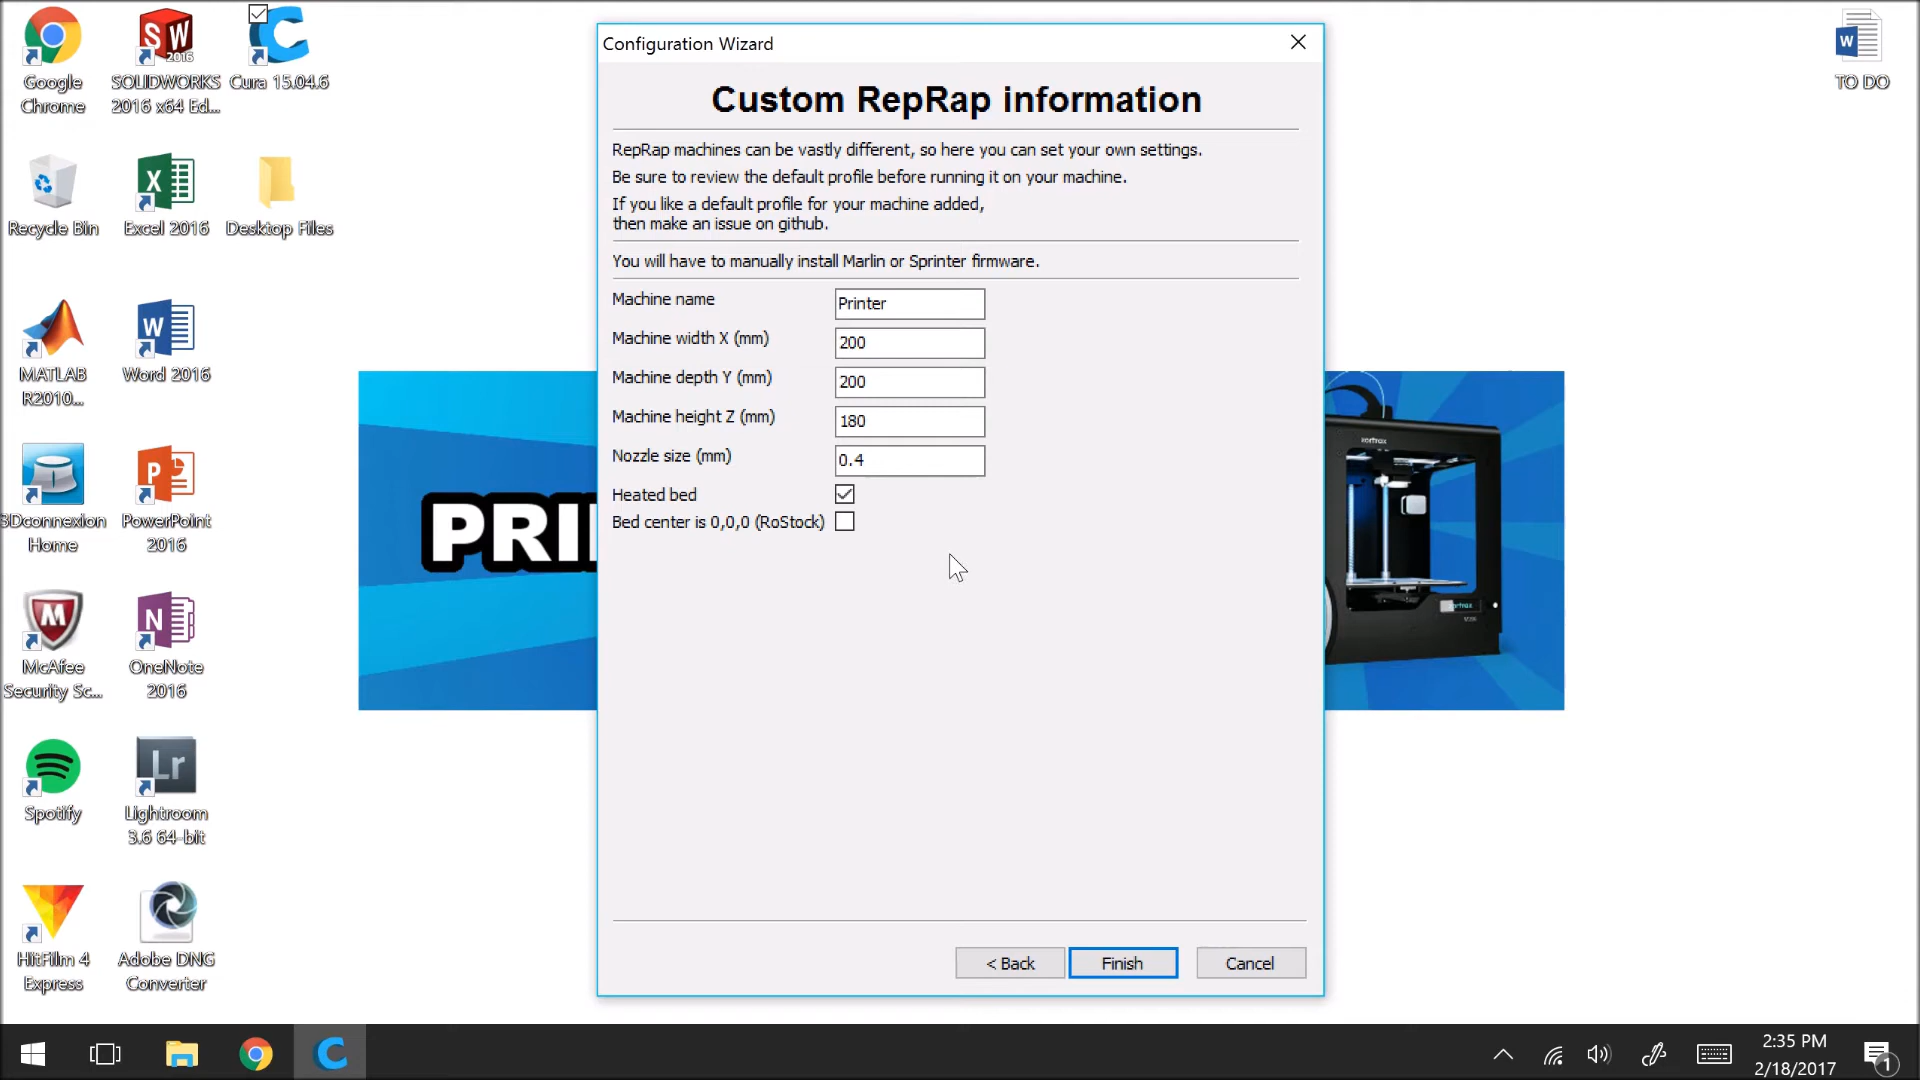 Google
Chrome
SW
2016
SOLIDWORKS
2016 x64 Ed...
Cura 15.04.6
Recycle Bin
Excel 2016
Desktop Files
MATLAB
R2010...
Word 2016
3Dconnexion
Home
PowerPoint
2016
McAfee
Security Sc...
OneNote
2016
Spotify
Lr
Lightroom
3.6 64-bit
HitFilm 4
Express
Adobe DNG
Converter
TO DO
PRI
zortrax
zortrax
Configuration Wizard
Custom RepRap information
RepRap machines can be vastly different, so here you can set your own settings.
Be sure to review the default profile before running it on your machine.
If you like a default profile for your machine added,
then make an issue on github.
You will have to manually install Marlin or Sprinter firmware.
Machine name Printer
Machine width X (mm) 200
Machine depth Y (mm) 200
Machine height Z (mm) 180
Nozzle size (mm) 0.4
Heated bed
Bed center is 0,0,0 (RoStock)
< Back Finish Cancel
2:35 PM
2/18/2017
1